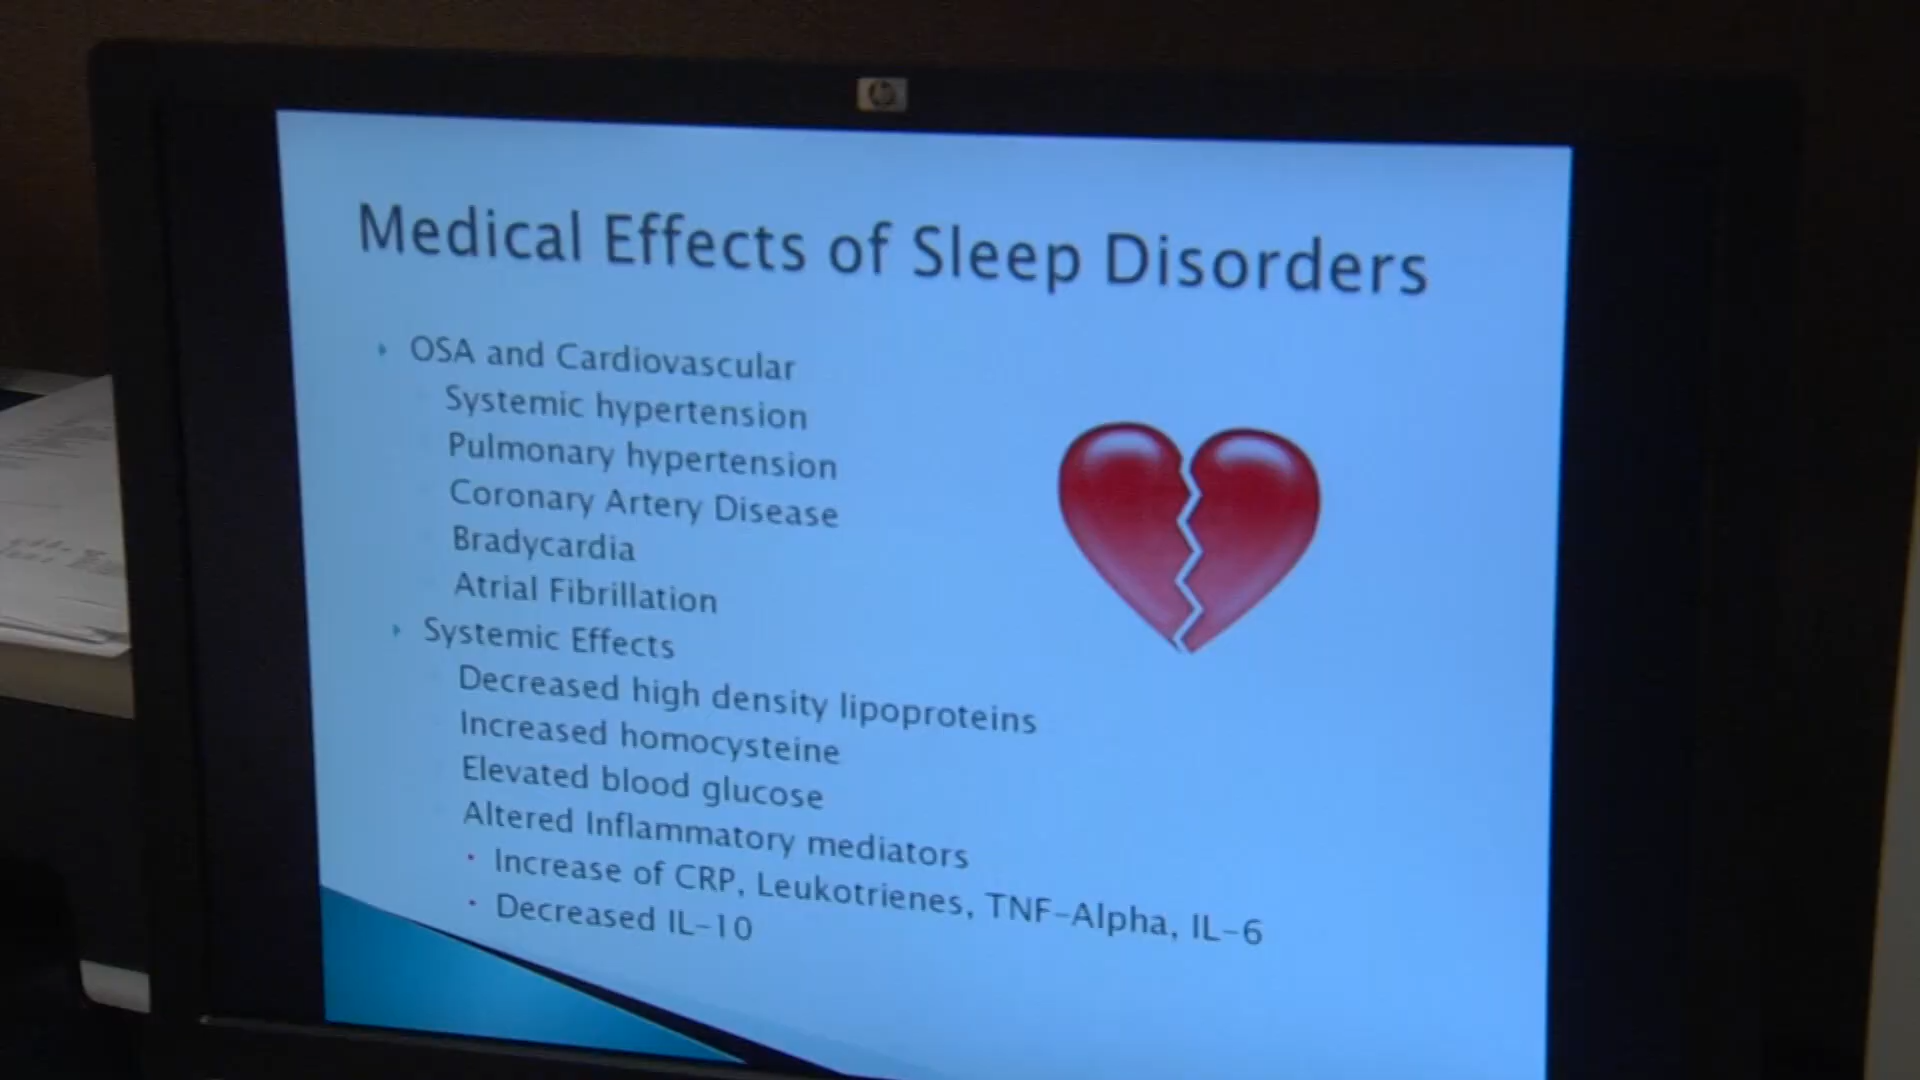 hp
Medical Effects of Sleep Disorders
OSA and Cardiovascular
Systemic hypertension
Pulmonary hypertension
Coronary Artery Disease
Bradycardia
Atrial Fibrillation
Systemic Effects
Decreased high density lipoproteins
Increased homocysteine
Elevated blood glucose
Altered Inflammatory mediators
Increase of CRP, Leukotrienes, TNF-Alpha, IL-6
Decreased IL-10